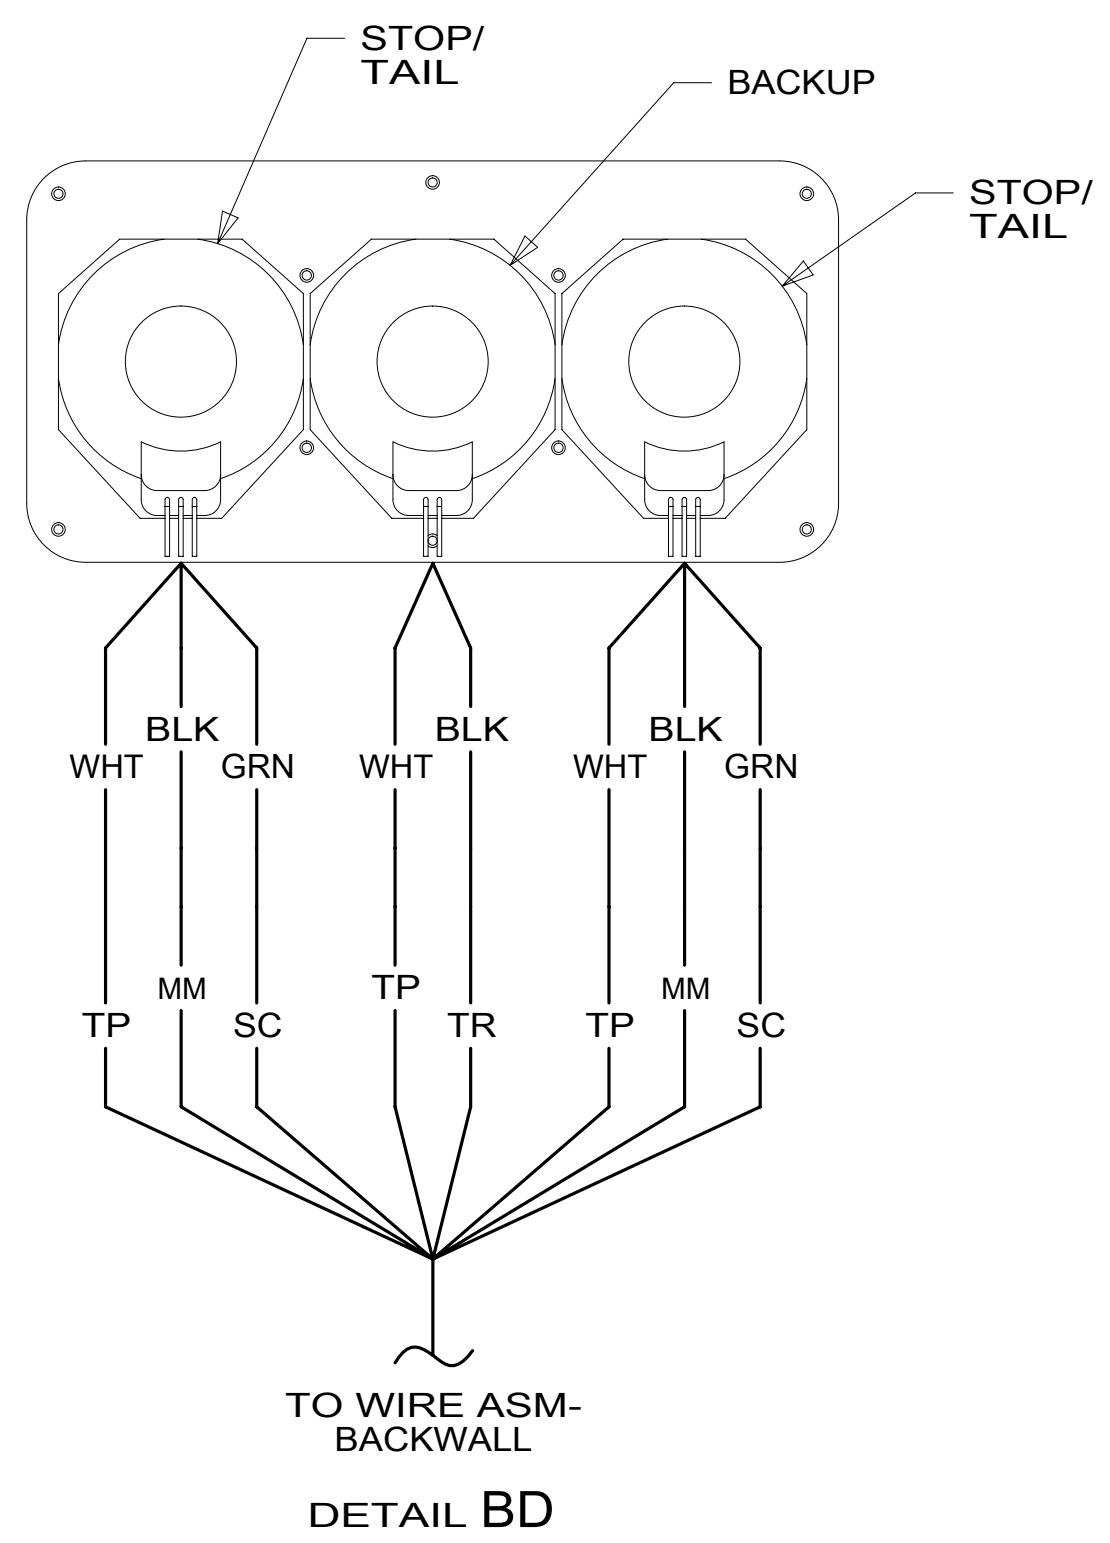 STOP/
TAIL
BACKUP
STOP/
TAIL
BLK BLK BLK
WHT GRN WHT WHT GRN
MM TP MM
TP SC TR TP SC
TO WIRE ASM-
BACKWALL
DETAIL BD